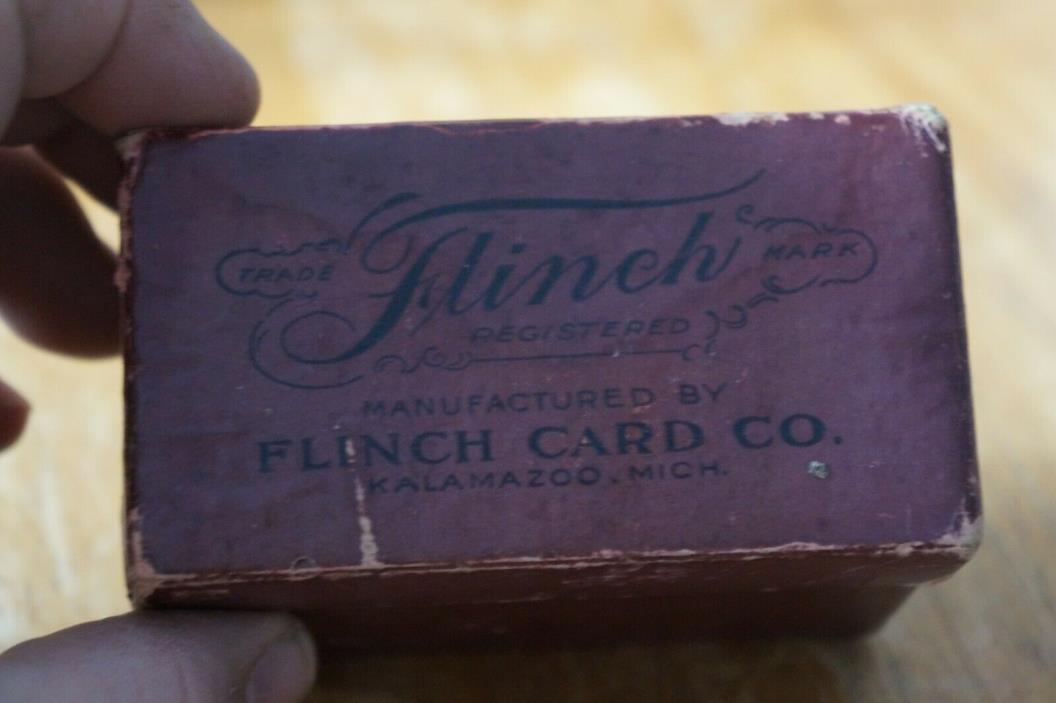 TRADE Flinch MARK
REGISTERED
MANUFACTURED BY
FLINCH CARD CO.
KALAMAZOO, MICH.